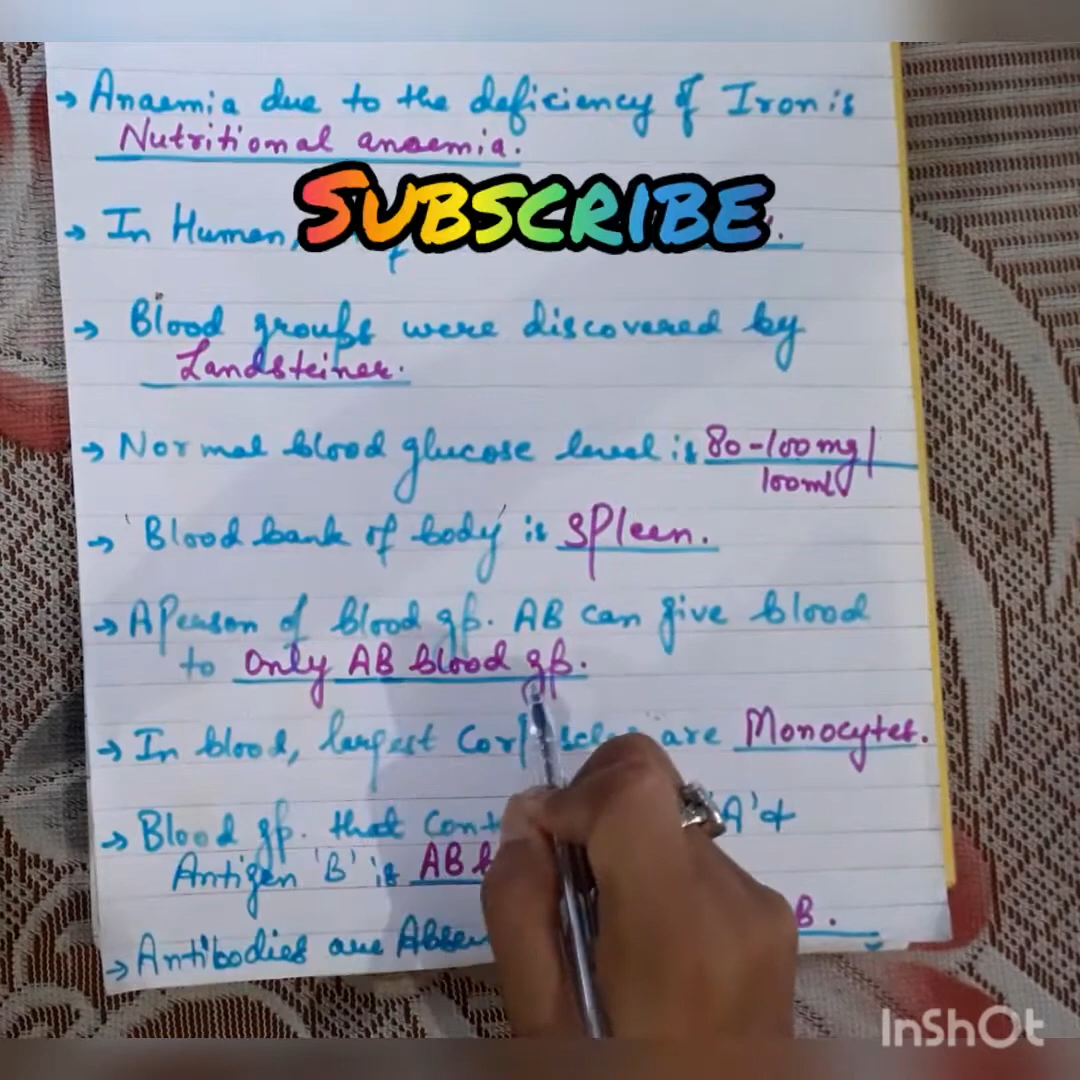 → Anaemia due to the deficiency of Iron is
Nutritional anaemia.
SUBSCRIBE
→ In Human,
→ Blood groups were discovered by
Landsteiner.
→ Normal blood glucose level is 80-100mg/
100ml
→ 'Blood bank of body' is Spleen.
→ A Person of blood gp. AB can give blood
to only AB blood gp.
→ In blood, largest are Monocytes.
→ Blood gp. that 'A' &
Antigen 'B' is AB
→ Antibodies are B.
InShOt